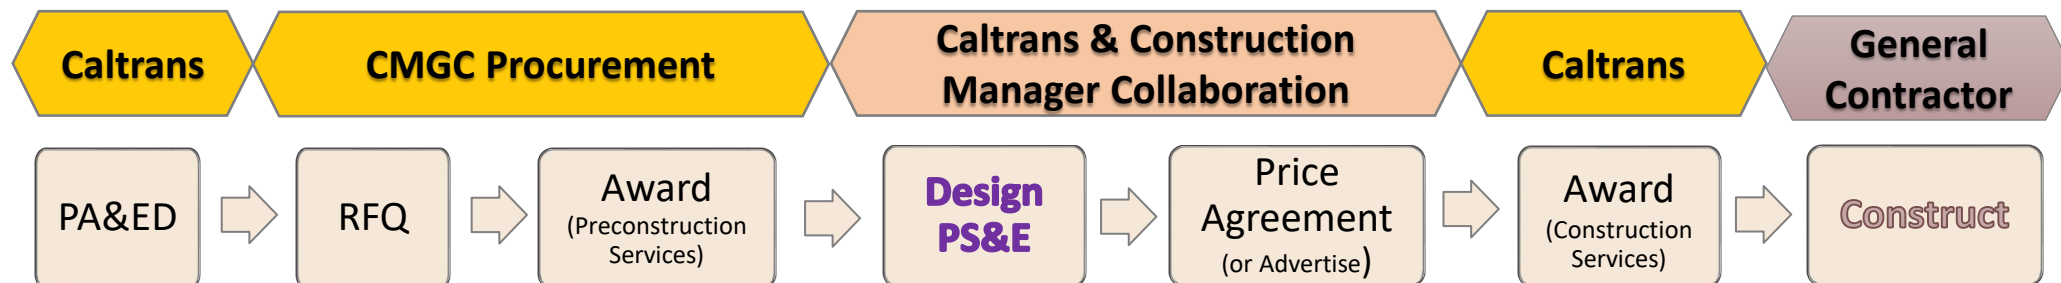 Caltrans
CMGC Procurement
Caltrans & Construction
Manager Collaboration
Caltrans
General
Contractor
PA&ED
RFQ
Award
(Preconstruction
Services)
Design
PS&E
Price
Agreement
(or Advertise)
Award
(Construction
Services)
Construct